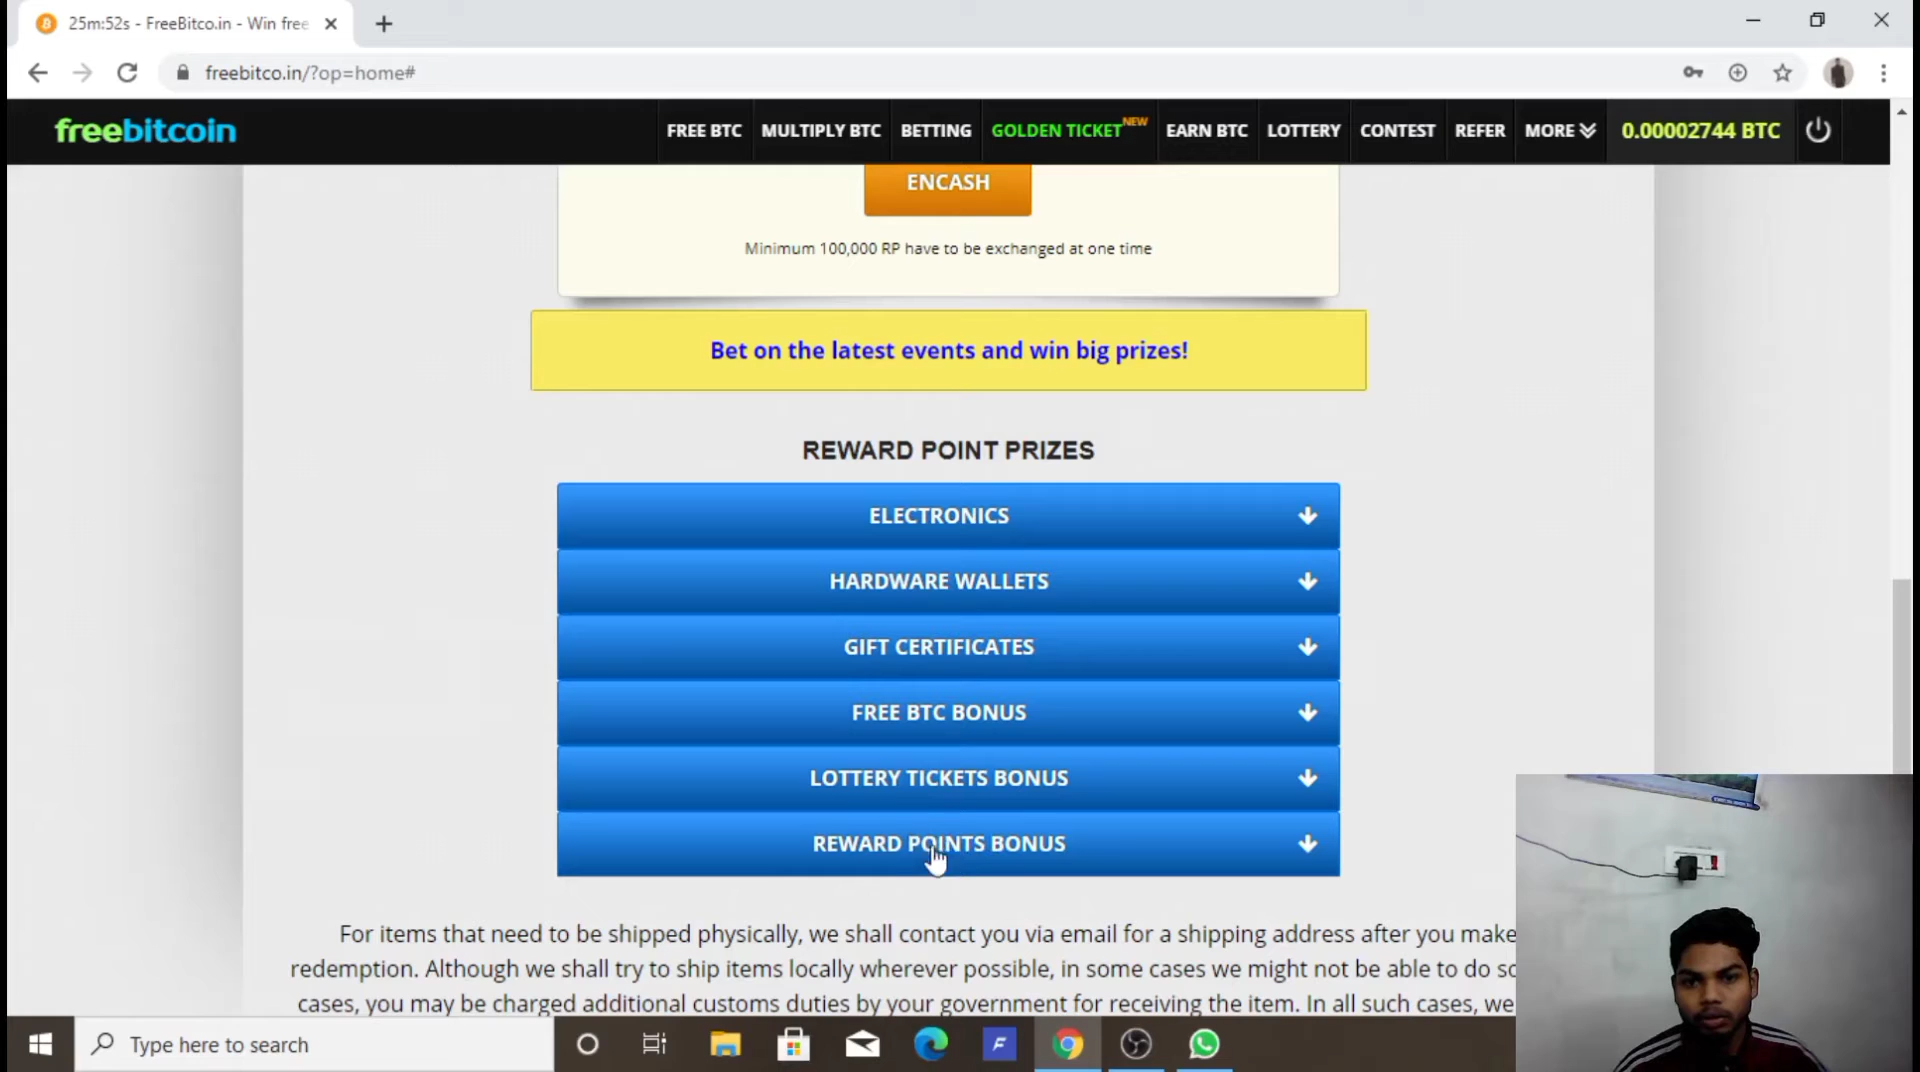 25m:52s - FreeBitco.in - Win free
freebitco.in/?op=home#
freebitcoin
FREE BTC MULTIPLY BTC BETTING GOLDEN TICKET NEW EARN BTC LOTTERY CONTEST REFER MORE 0.00002744 BTC
ENCASH
Minimum 100,000 RP have to be exchanged at one time
Bet on the latest events and win big prizes!
REWARD POINT PRIZES
ELECTRONICS
HARDWARE WALLETS
GIFT CERTIFICATES
FREE BTC BONUS
LOTTERY TICKETS BONUS
REWARD POINTS BONUS
For items that need to be shipped physically, we shall contact you via email for a shipping address after you make
redemption. Although we shall try to ship items locally wherever possible, in some cases we might not be able to do so
cases, you may be charged additional customs duties by your government for receiving the item. In all such cases, we
Type here to search